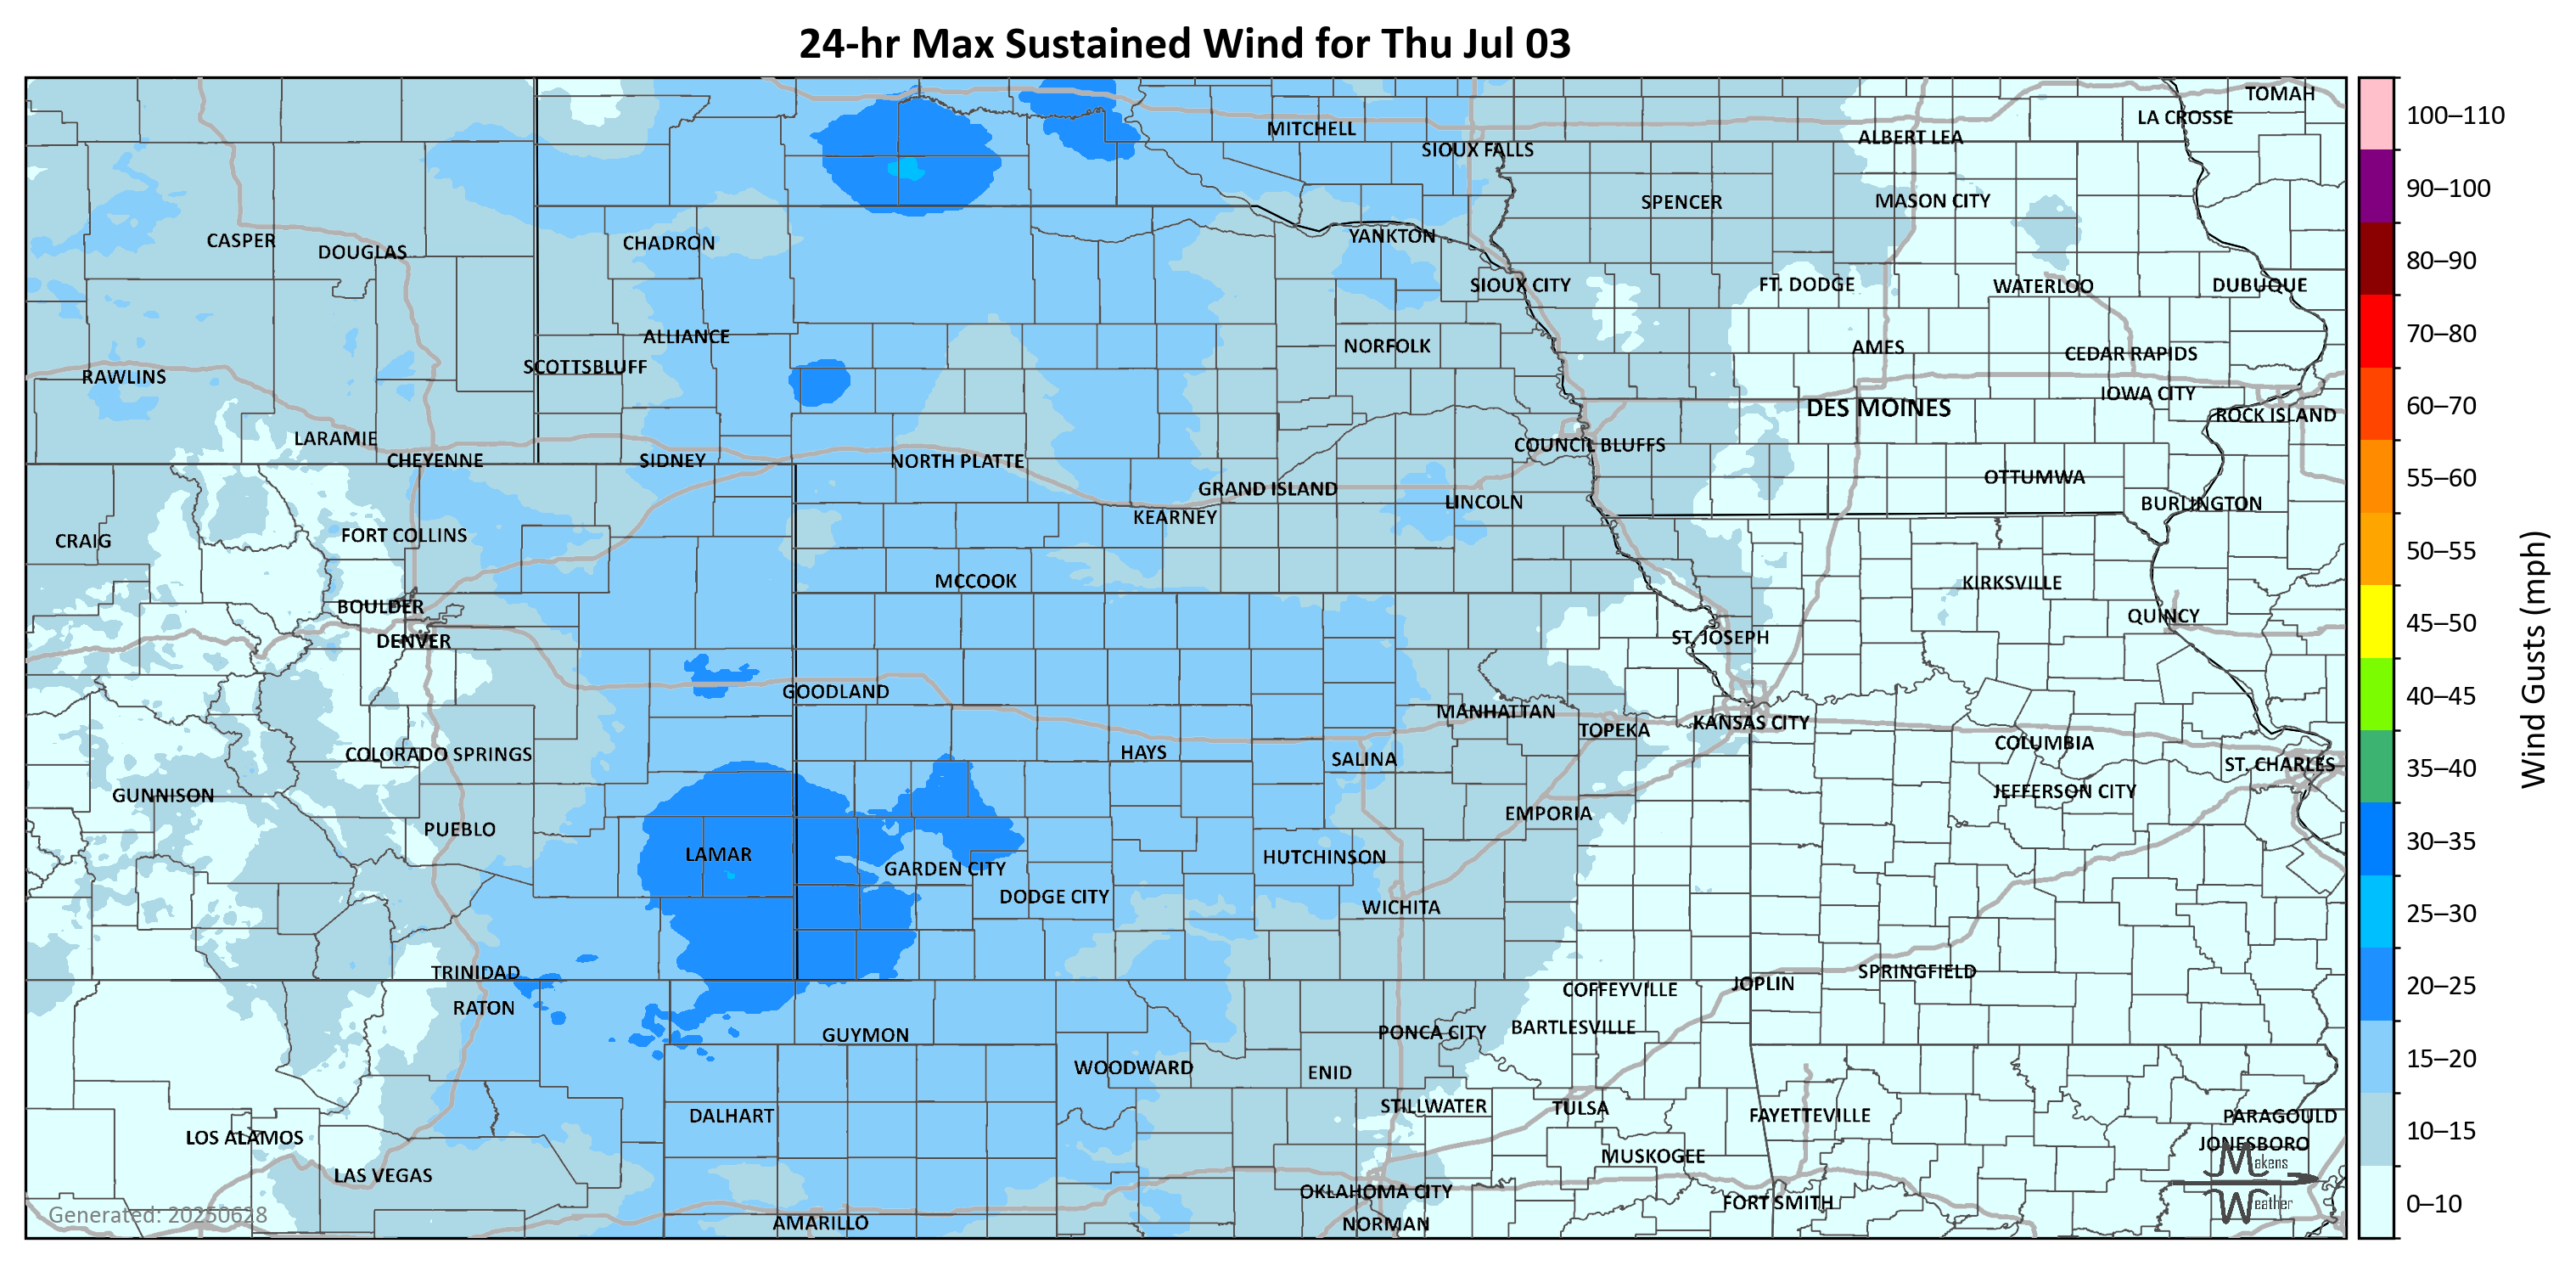 24-hr Max Sustained Wind for Thu Jul 03
TOMAH
LA CROSSE
MITCHELL
ALBERT LEA
SIOUX FALLS
SPENCER
MASON CITY
CASPER
DOUGLAS
CHADRON
YANKTON
SIOUX CITY
FT. DODGE
WATERLOO
DUBUQUE
ALLIANCE
NORFOLK
AMES
CEDAR RAPIDS
SCOTTSBLUFF
RAWLINS
IOWA CITY
DES MOINES
ROCK ISLAND
LARAMIE
COUNCIL BLUFFS
CHEYENNE
SIDNEY
NORTH PLATTE
OTTUMWA
GRAND ISLAND
LINCOLN
BURLINGTON
KEARNEY
CRAIG
FORT COLLINS
MCCOOK
KIRKSVILLE
BOULDER
QUINCY
DENVER
ST. JOSEPH
GOODLAND
MANHATTAN
TOPEKA
KANSAS CITY
COLUMBIA
COLORADO SPRINGS
HAYS
SALINA
ST. CHARLES
GUNNISON
JEFFERSON CITY
EMPORIA
PUEBLO
LAMAR
GARDEN CITY
HUTCHINSON
DODGE CITY
WICHITA
TRINIDAD
SPRINGFIELD
JOPLIN
COFFEYVILLE
RATON
GUYMON
PONCA CITY
BARTLESVILLE
WOODWARD
ENID
DALHART
STILLWATER
TULSA
FAYETTEVILLE
PARAGOULD
LOS ALAMOS
JONESBORO
MUSKOGEE
LAS VEGAS
OKLAHOMA CITY
FORT SMITH
AMARILLO
NORMAN
Generated: 20250628
Makens
Weather
100–110
90–100
80–90
70–80
60–70
55–60
50–55
45–50
40–45
35–40
30–35
25–30
20–25
15–20
10–15
0–10
Wind Gusts (mph)